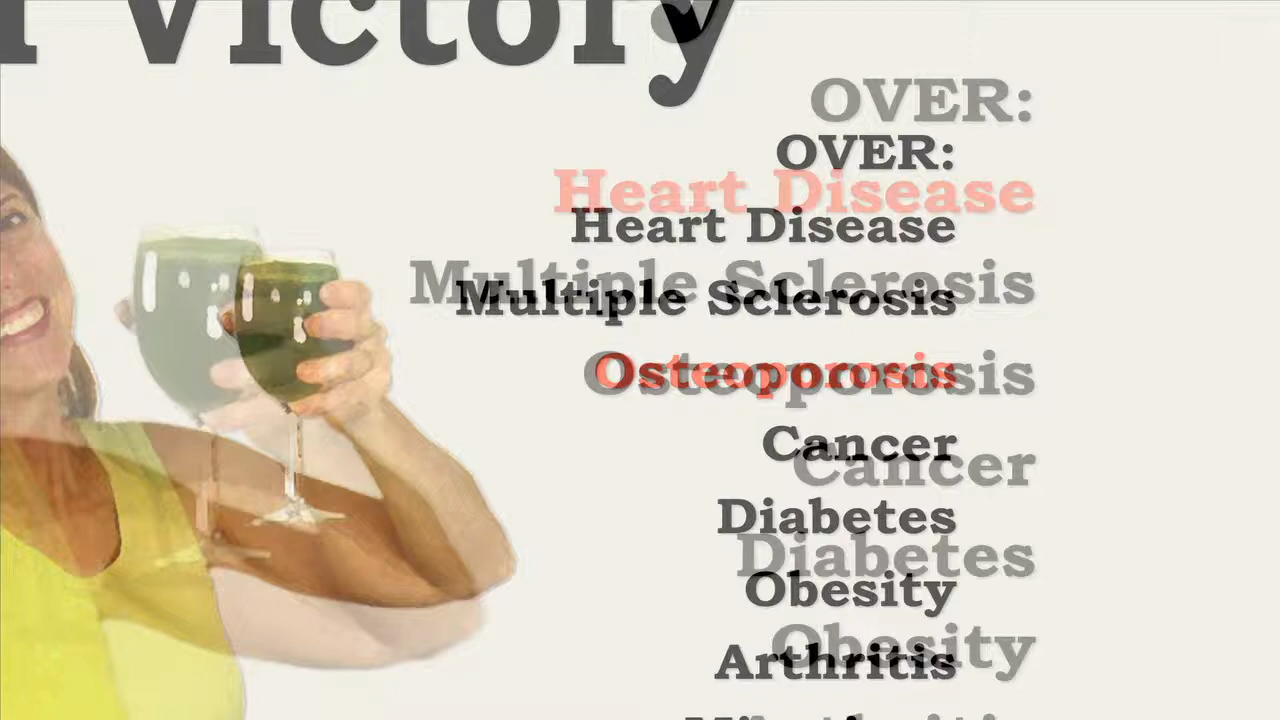 Victory
OVER:
OVER:
Heart Disease
Heart Disease
Multiple Sclerosis
Multiple Sclerosis
Osteoporosis
Osteoporosis
Cancer
Cancer
Diabetes
Diabetes
Obesity
Obesity
Arthritis